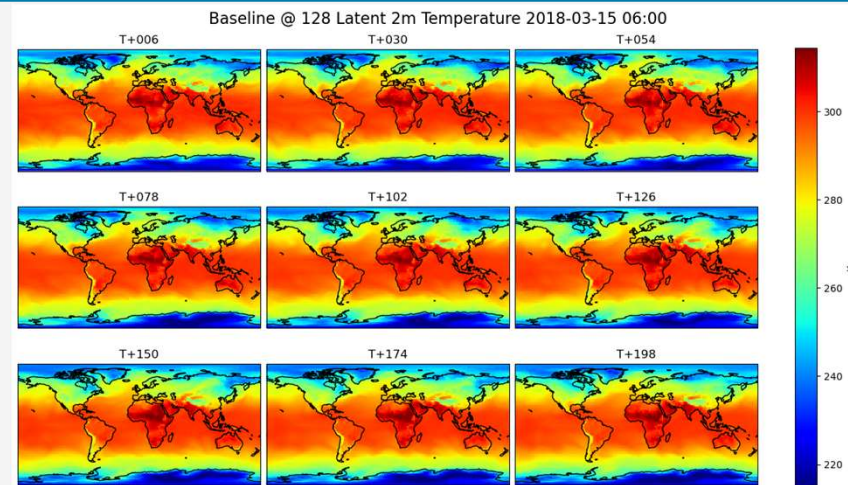 Baseline @ 128 Latent 2m Temperature 2018-03-15 06:00
T+006 T+030 T+054
T+078 T+102 T+126
T+150 T+174 T+198
300
280
260
240
220